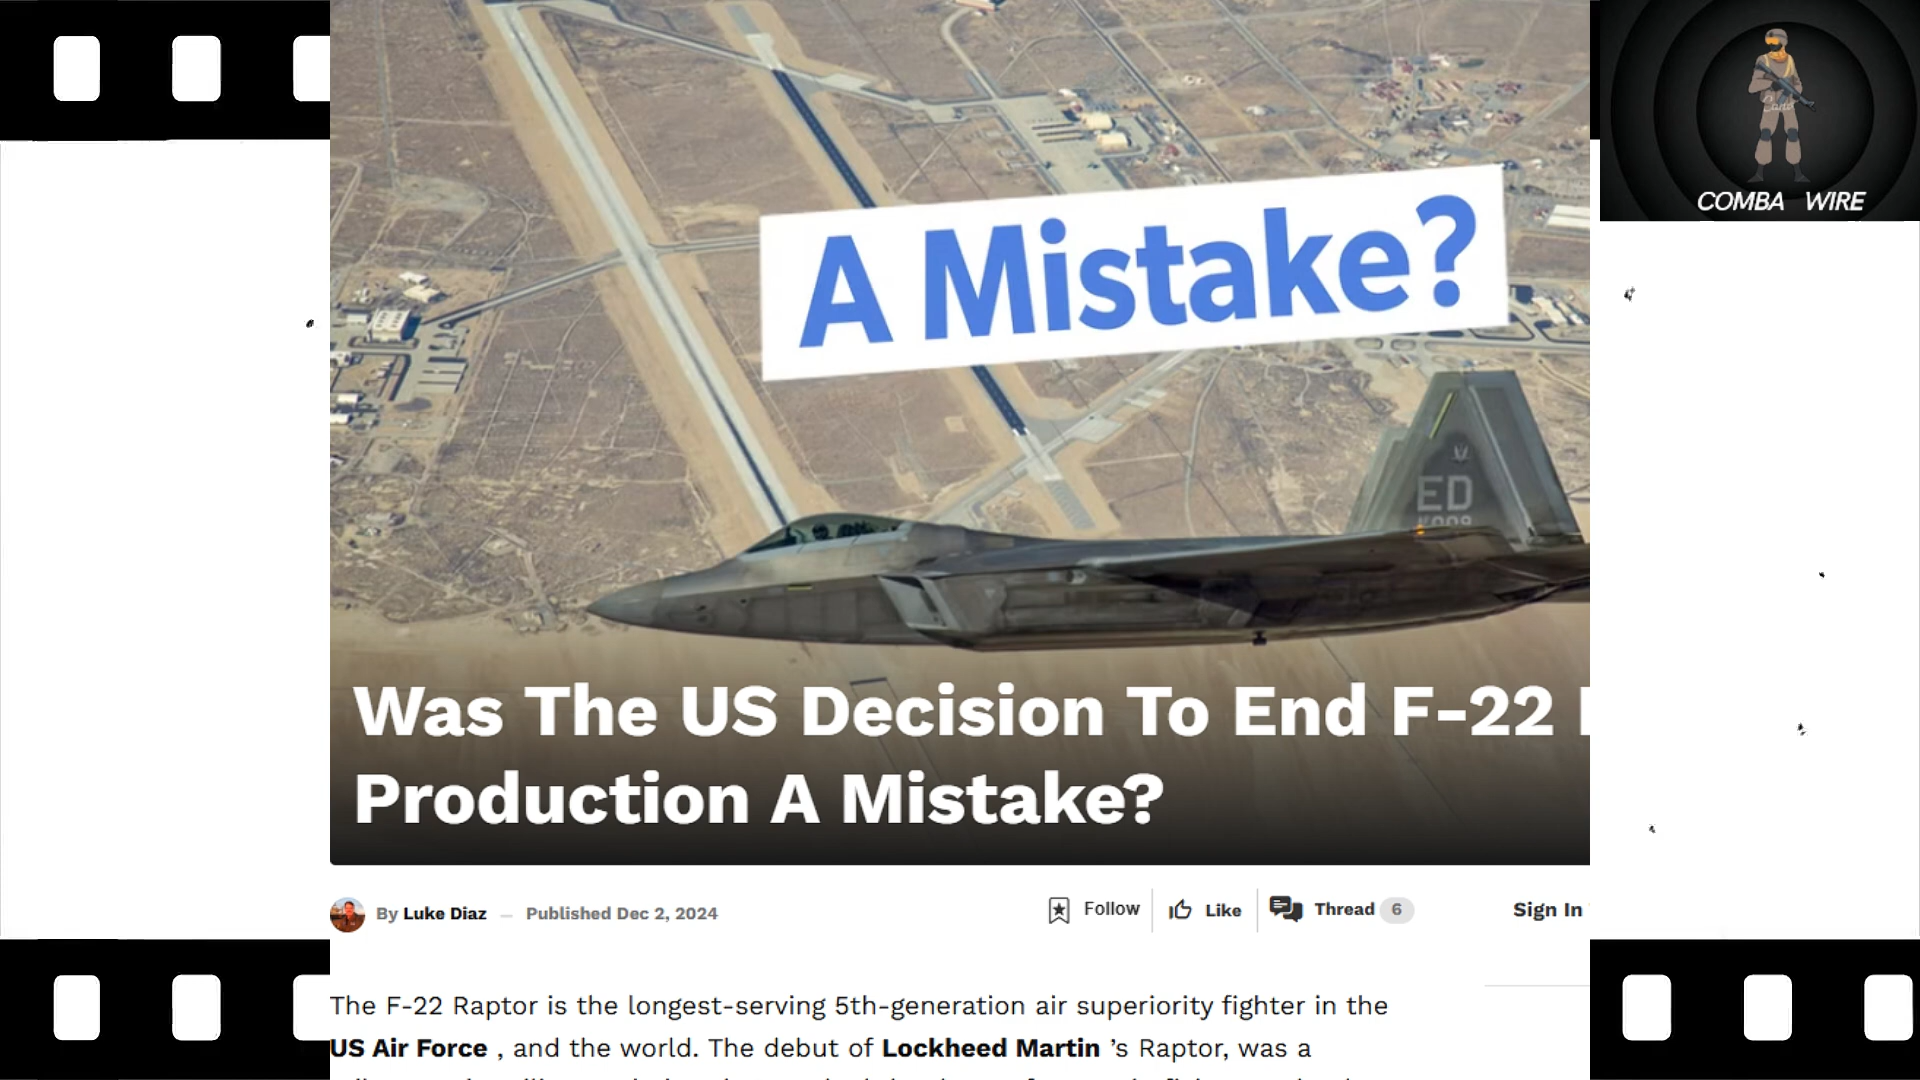 A Mistake?
ED
COMBA WIRE
Was The US Decision To End F-22
Production A Mistake?
By Luke Diaz — Published Dec 2, 2024
Follow
Like
Thread 6
Sign In
The F-22 Raptor is the longest-serving 5th-generation air superiority fighter in the
US Air Force , and the world. The debut of Lockheed Martin ’s Raptor, was a